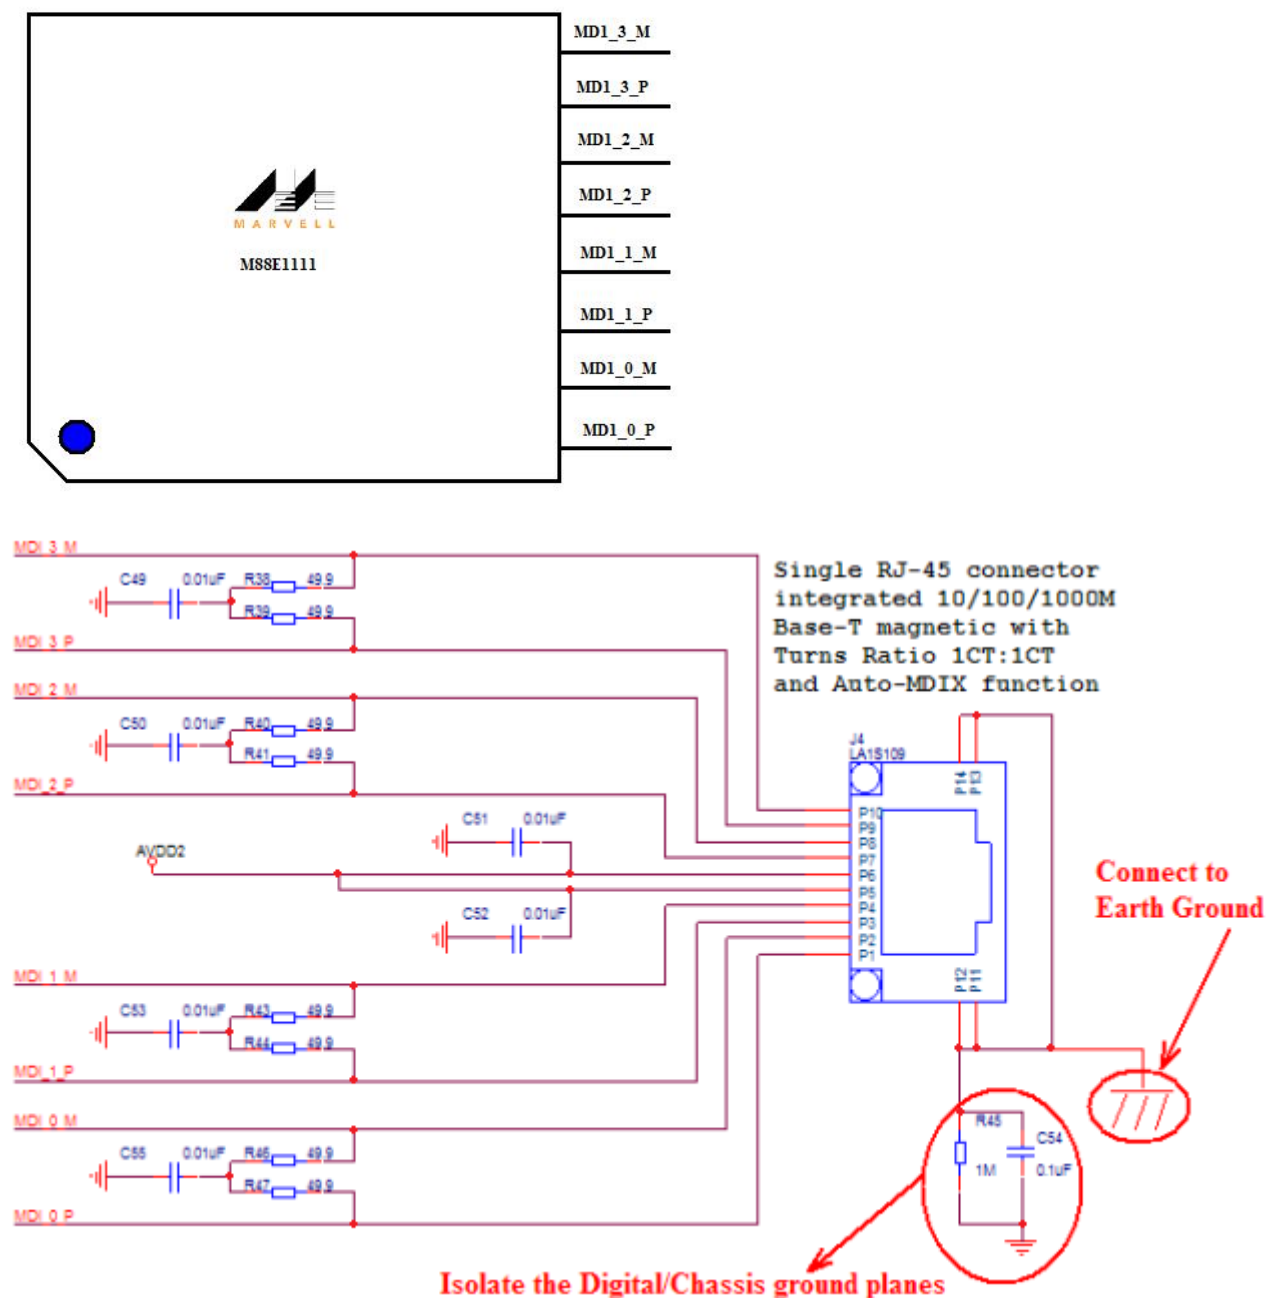 MD1_3_M
MD1_3_P
MD1_2_M
MD1_2_P
MARVELL
MD1_1_M
M88E1111
MD1_1_P
MD1_0_M
MD1_0_P
MDI_3_M
C49 0.01uF R38 49.9
R39 49.9
MDI_3_P
Single RJ-45 connector
integrated 10/100/1000M
Base-T magnetic with
Turns Ratio 1CT:1CT
and Auto-MDIX function
MDI_2_M
C50 0.01uF R40 49.9
R41 49.9
MDI_2_P
J4
LA1S109
P14
P13
P10
P9
P8
P7
P6
P5
P4
P3
P2
P1
P12
P11
C51 0.01uF
AVDD2
C52 0.01uF
Connect to
Earth Ground
MDI_1_M
C53 0.01uF R43 49.9
R44 49.9
MDI_1_P
MDI_0_M
C55 0.01uF R46 49.9
R47 49.9
MDI_0_P
R45
1M
C54
0.1uF
Isolate the Digital/Chassis ground planes